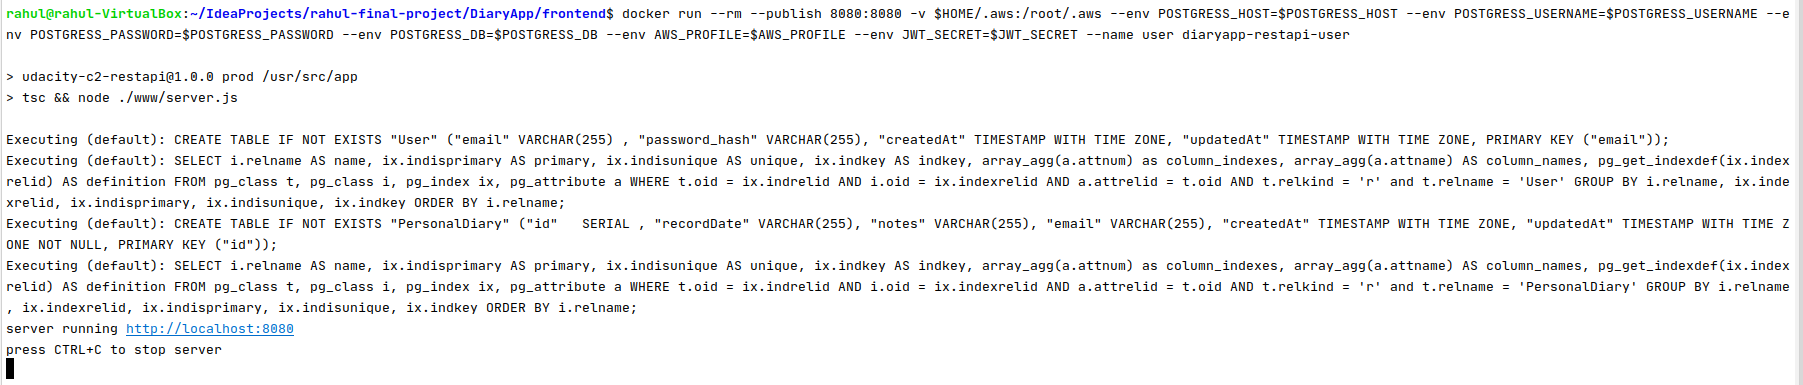 rahul@rahul-VirtualBox:~/IdeaProjects/rahul-final-project/DiaryApp/frontend$ docker run --rm --publish 8080:8080 -v $HOME/.aws:/root/.aws --env POSTGRESS_HOST=$POSTGRESS_HOST --env POSTGRESS_USERNAME=$POSTGRESS_USERNAME --e
nv POSTGRESS_PASSWORD=$POSTGRESS_PASSWORD --env POSTGRESS_DB=$POSTGRESS_DB --env AWS_PROFILE=$AWS_PROFILE --env JWT_SECRET=$JWT_SECRET --name user diaryapp-restapi-user
> udacity-c2-restapi@1.0.0 prod /usr/src/app
> tsc && node ./www/server.js
Executing (default): CREATE TABLE IF NOT EXISTS "User" ("email" VARCHAR(255) , "password_hash" VARCHAR(255), "createdAt" TIMESTAMP WITH TIME ZONE, "updatedAt" TIMESTAMP WITH TIME ZONE, PRIMARY KEY ("email"));
Executing (default): SELECT i.relname AS name, ix.indisprimary AS primary, ix.indisunique AS unique, ix.indkey AS indkey, array_agg(a.attnum) as column_indexes, array_agg(a.attname) AS column_names, pg_get_indexdef(ix.index
relid) AS definition FROM pg_class t, pg_class i, pg_index ix, pg_attribute a WHERE t.oid = ix.indrelid AND i.oid = ix.indexrelid AND a.attrelid = t.oid AND t.relkind = 'r' and t.relname = 'User' GROUP BY i.relname, ix.inde
xrelid, ix.indisprimary, ix.indisunique, ix.indkey ORDER BY i.relname;
Executing (default): CREATE TABLE IF NOT EXISTS "PersonalDiary" ("id"   SERIAL , "recordDate" VARCHAR(255), "notes" VARCHAR(255), "email" VARCHAR(255), "createdAt" TIMESTAMP WITH TIME ZONE, "updatedAt" TIMESTAMP WITH TIME Z
ONE NOT NULL, PRIMARY KEY ("id"));
Executing (default): SELECT i.relname AS name, ix.indisprimary AS primary, ix.indisunique AS unique, ix.indkey AS indkey, array_agg(a.attnum) as column_indexes, array_agg(a.attname) AS column_names, pg_get_indexdef(ix.index
relid) AS definition FROM pg_class t, pg_class i, pg_index ix, pg_attribute a WHERE t.oid = ix.indrelid AND i.oid = ix.indexrelid AND a.attrelid = t.oid AND t.relkind = 'r' and t.relname = 'PersonalDiary' GROUP BY i.relname
, ix.indexrelid, ix.indisprimary, ix.indisunique, ix.indkey ORDER BY i.relname;
server running http://localhost:8080
press CTRL+C to stop server